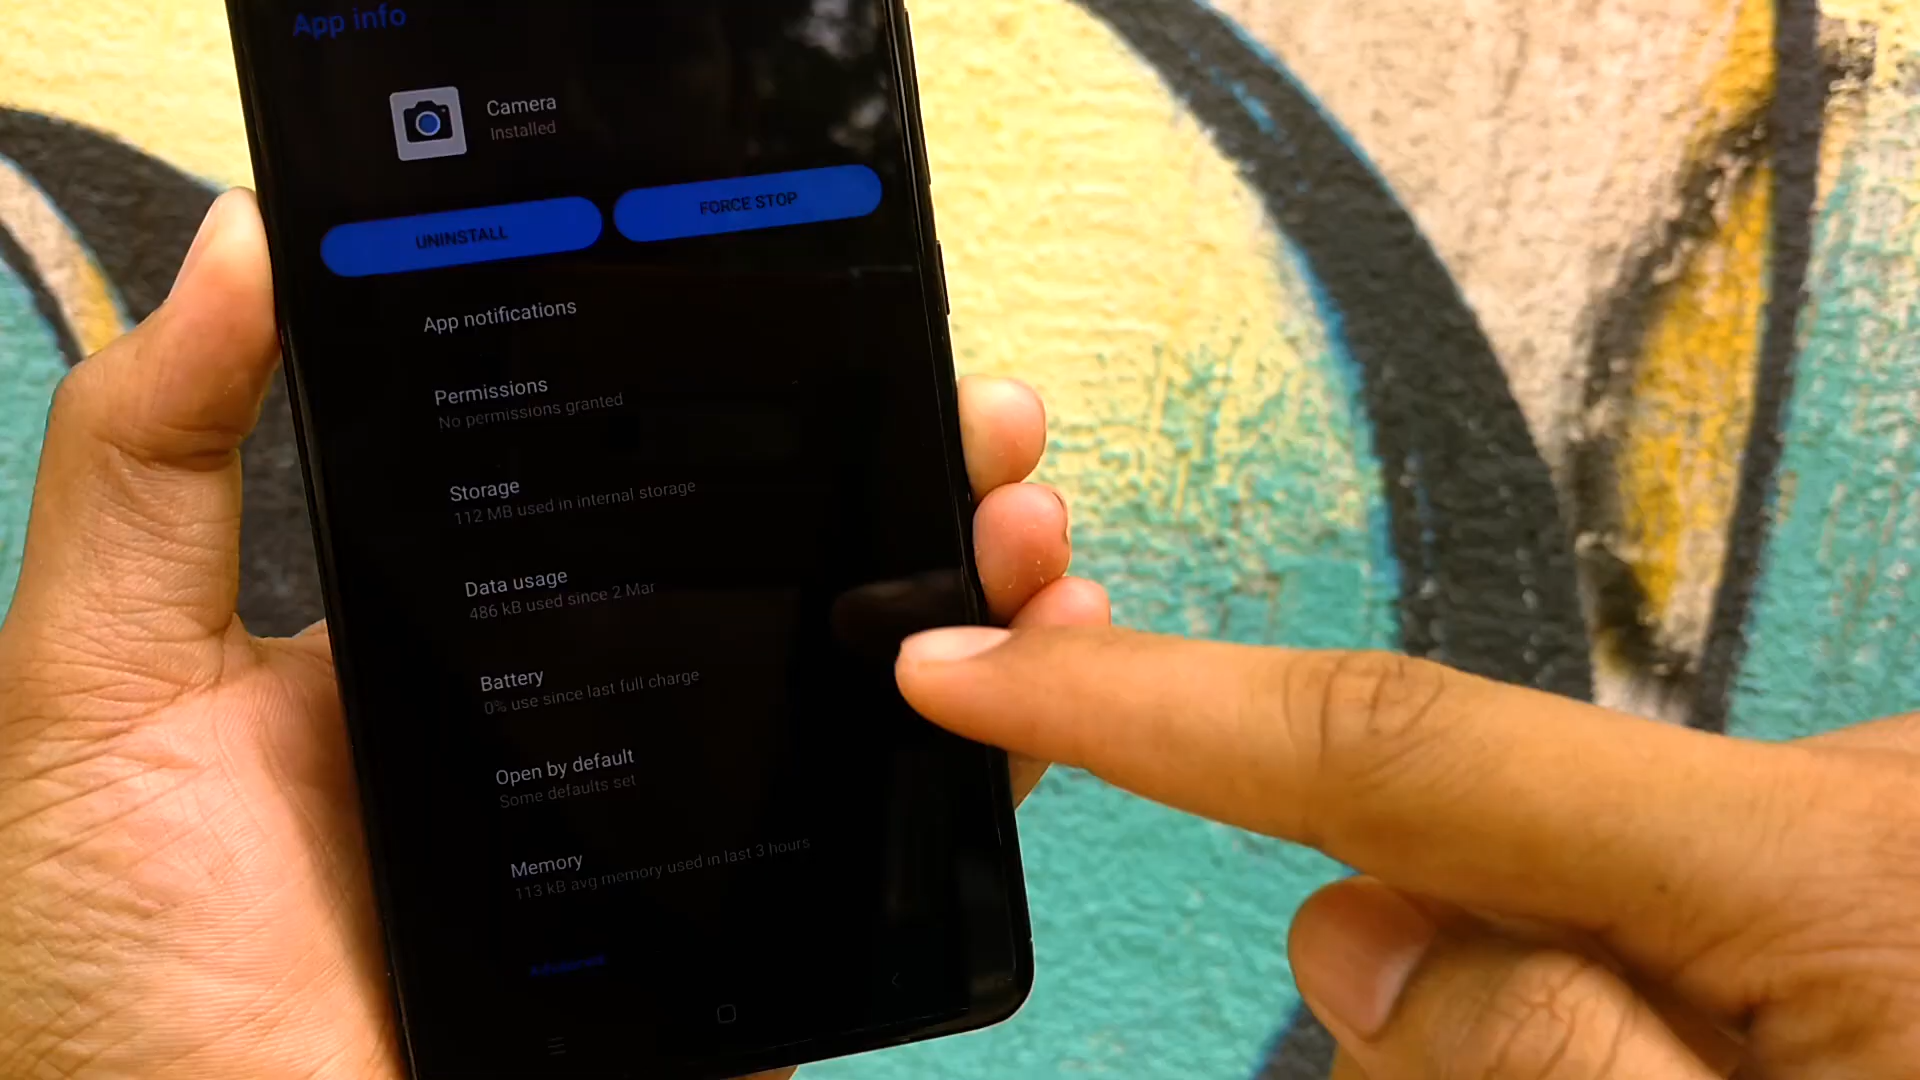 App info
Camera
Installed
UNINSTALL
FORCE STOP
App notifications
Permissions
No permissions granted
Storage
112 MB used in internal storage
Data usage
486 kB used since 2 Mar
Battery
0% use since last full charge
Open by default
Some defaults set
Memory
113 kB avg memory used in last 3 hours